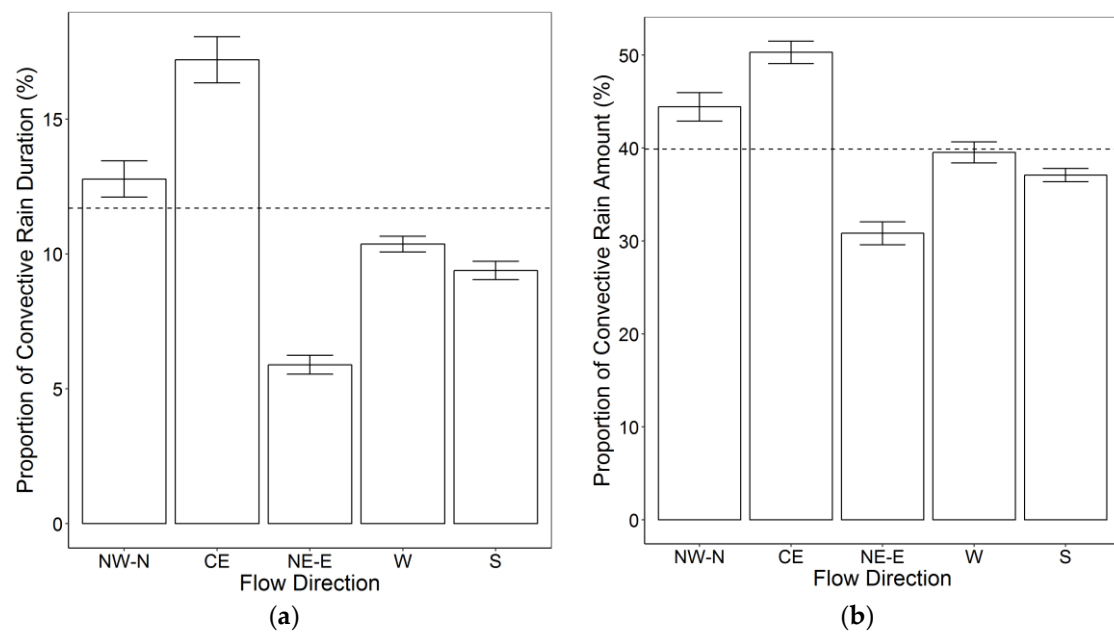 Proportion of Convective Rain Duration (%)
15
10
5
0
NW-N CE NE-E W S
Flow Direction
(a)
Proportion of Convective Rain Amount (%)
50
40
30
20
10
0
NW-N CE NE-E W S
Flow Direction
(b)